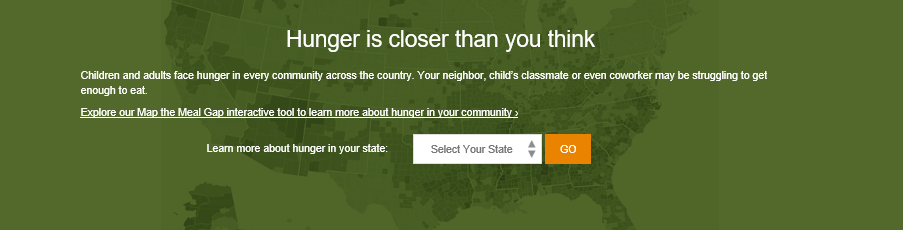 Hunger is closer than you think
Children and adults face hunger in every community across the country. Your neighbor, child's classmate or even coworker may be struggling to get
enough to eat.
Explore our Map the Meal Gap interactive tool to learn more about hunger in your community ›
Learn more about hunger in your state: Select Your State GO